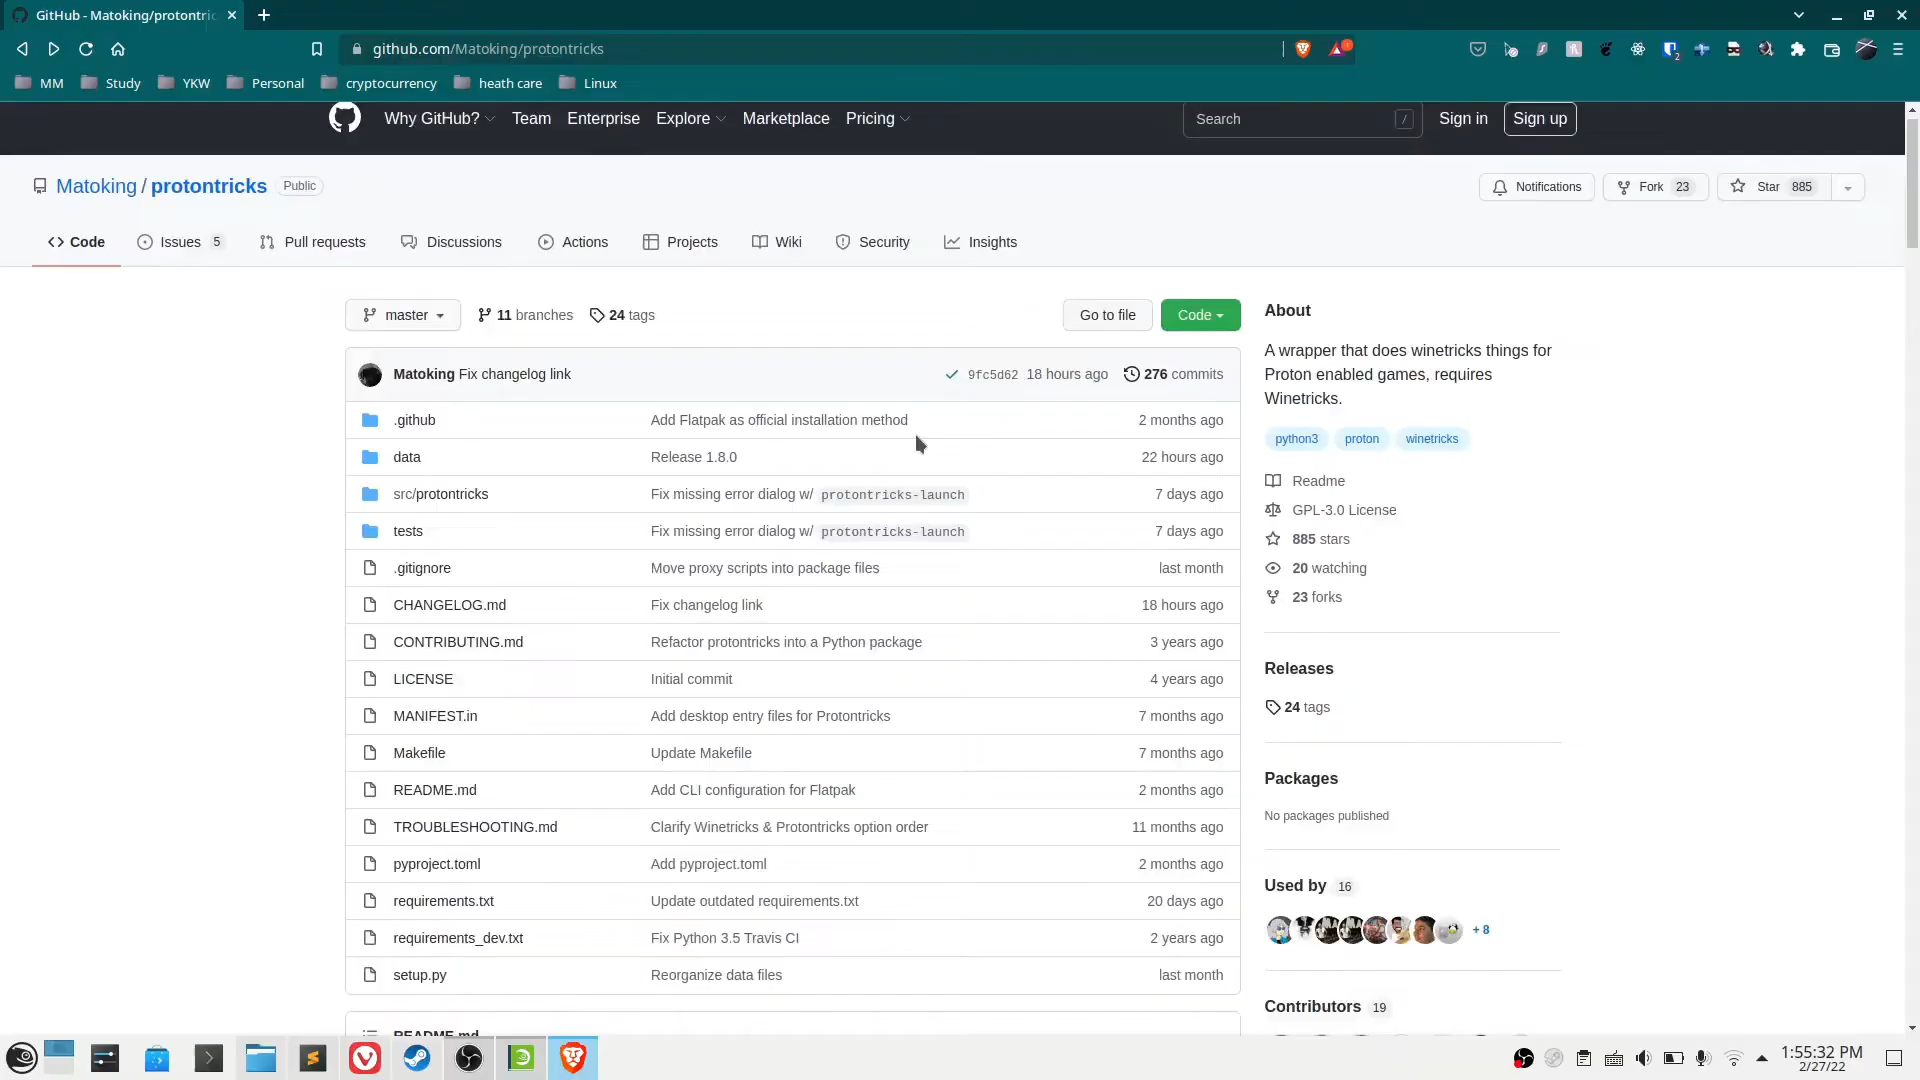 GitHub - Matoking/protontric
github.com/Matoking/protontricks
2
MM Study YKW Personal cryptocurrency heath care Linux
Why GitHub? Team Enterprise Explore Marketplace Pricing Search / Sign in Sign up
Matoking / protontricks Public
Notifications Fork 23 Star 885
Code Issues 5 Pull requests Discussions Actions Projects Wiki Security Insights
master 11 branches 24 tags Go to file Code
Matoking Fix changelog link 9fc5d62 18 hours ago 276 commits
.github Add Flatpak as official installation method 2 months ago
data Release 1.8.0 22 hours ago
src/protontricks Fix missing error dialog w/ protontricks-launch 7 days ago
tests Fix missing error dialog w/ protontricks-launch 7 days ago
.gitignore Move proxy scripts into package files last month
CHANGELOG.md Fix changelog link 18 hours ago
CONTRIBUTING.md Refactor protontricks into a Python package 3 years ago
LICENSE Initial commit 4 years ago
MANIFEST.in Add desktop entry files for Protontricks 7 months ago
Makefile Update Makefile 7 months ago
README.md Add CLI configuration for Flatpak 2 months ago
TROUBLESHOOTING.md Clarify Winetricks & Protontricks option order 11 months ago
pyproject.toml Add pyproject.toml 2 months ago
requirements.txt Update outdated requirements.txt 20 days ago
requirements_dev.txt Fix Python 3.5 Travis CI 2 years ago
setup.py Reorganize data files last month
README.md
About
A wrapper that does winetricks things for
Proton enabled games, requires
Winetricks.
python3 proton winetricks
Readme
GPL-3.0 License
885 stars
20 watching
23 forks
Releases
24 tags
Packages
No packages published
Used by 16
+ 8
Contributors 19
1:55:32 PM
2/27/22